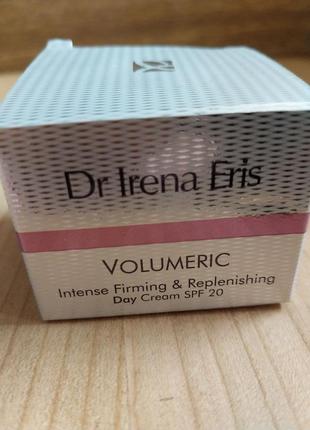 Dr Irena Eris
VOLUMERIC
Intense Firming & Replenishing
Day Cream SPF 20